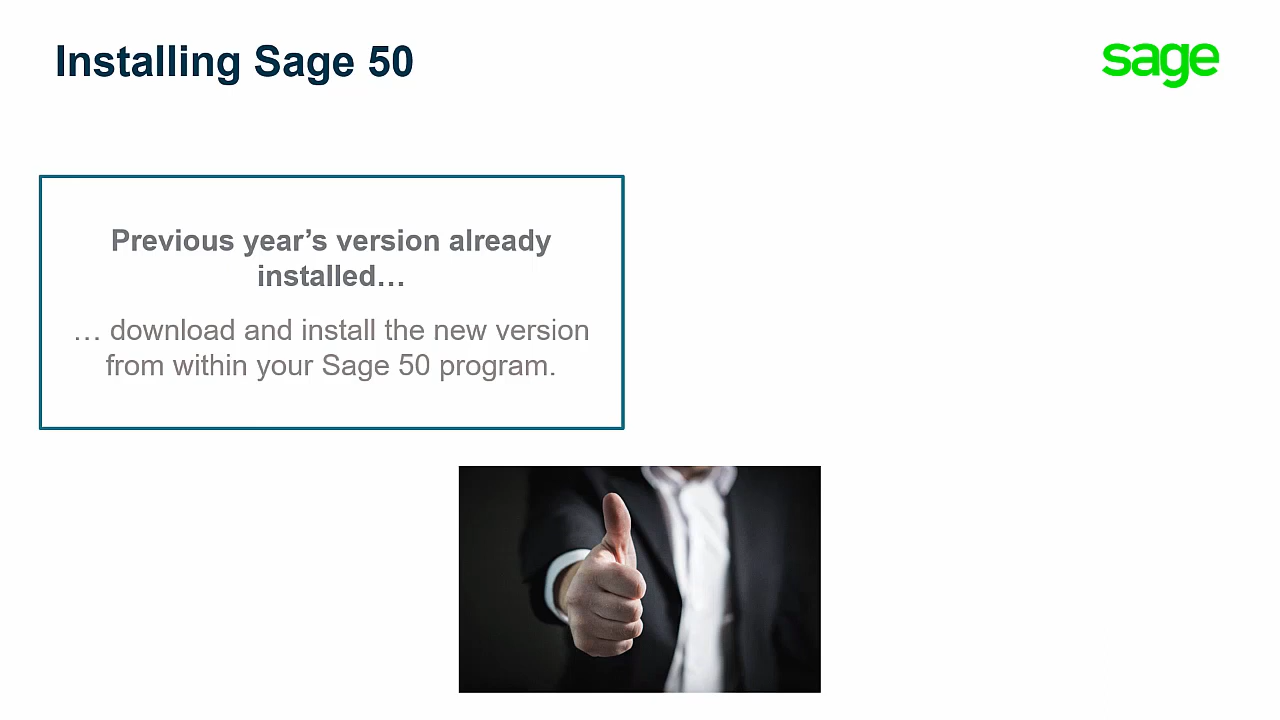 Installing Sage 50
sage
Previous year’s version already
installed…
… download and install the new version
from within your Sage 50 program.